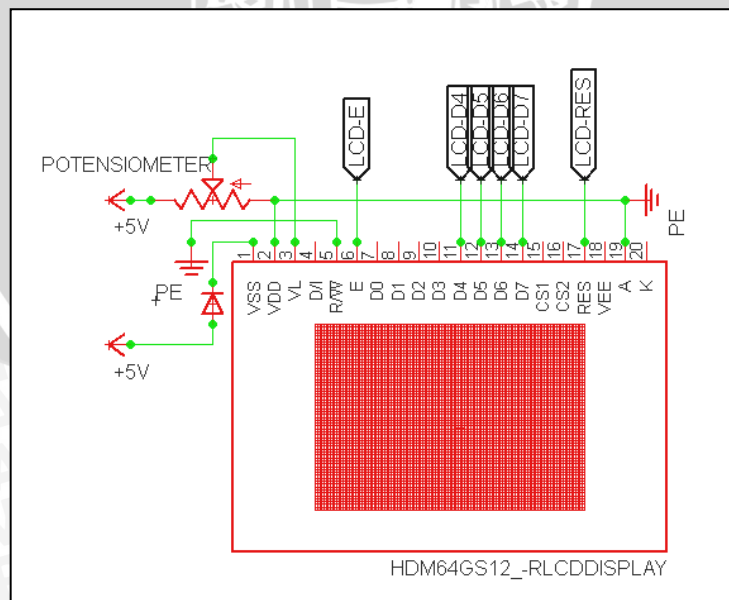 LCD-E
LCD-D4
LCD-D5
LCD-D6
LCD-D7
LCD-RES
POTENSIOMETER
+5V
PE
PE
+5V
1 2 3 4 5 6 7 8 9 10 11 12 13 14 15 16 17 18 19 20
VSS VDD VL D/I R/W E D0 D1 D2 D3 D4 D5 D6 D7 CS1 CS2 RES VEE A K
HDM64GS12_-RLCDDISPLAY